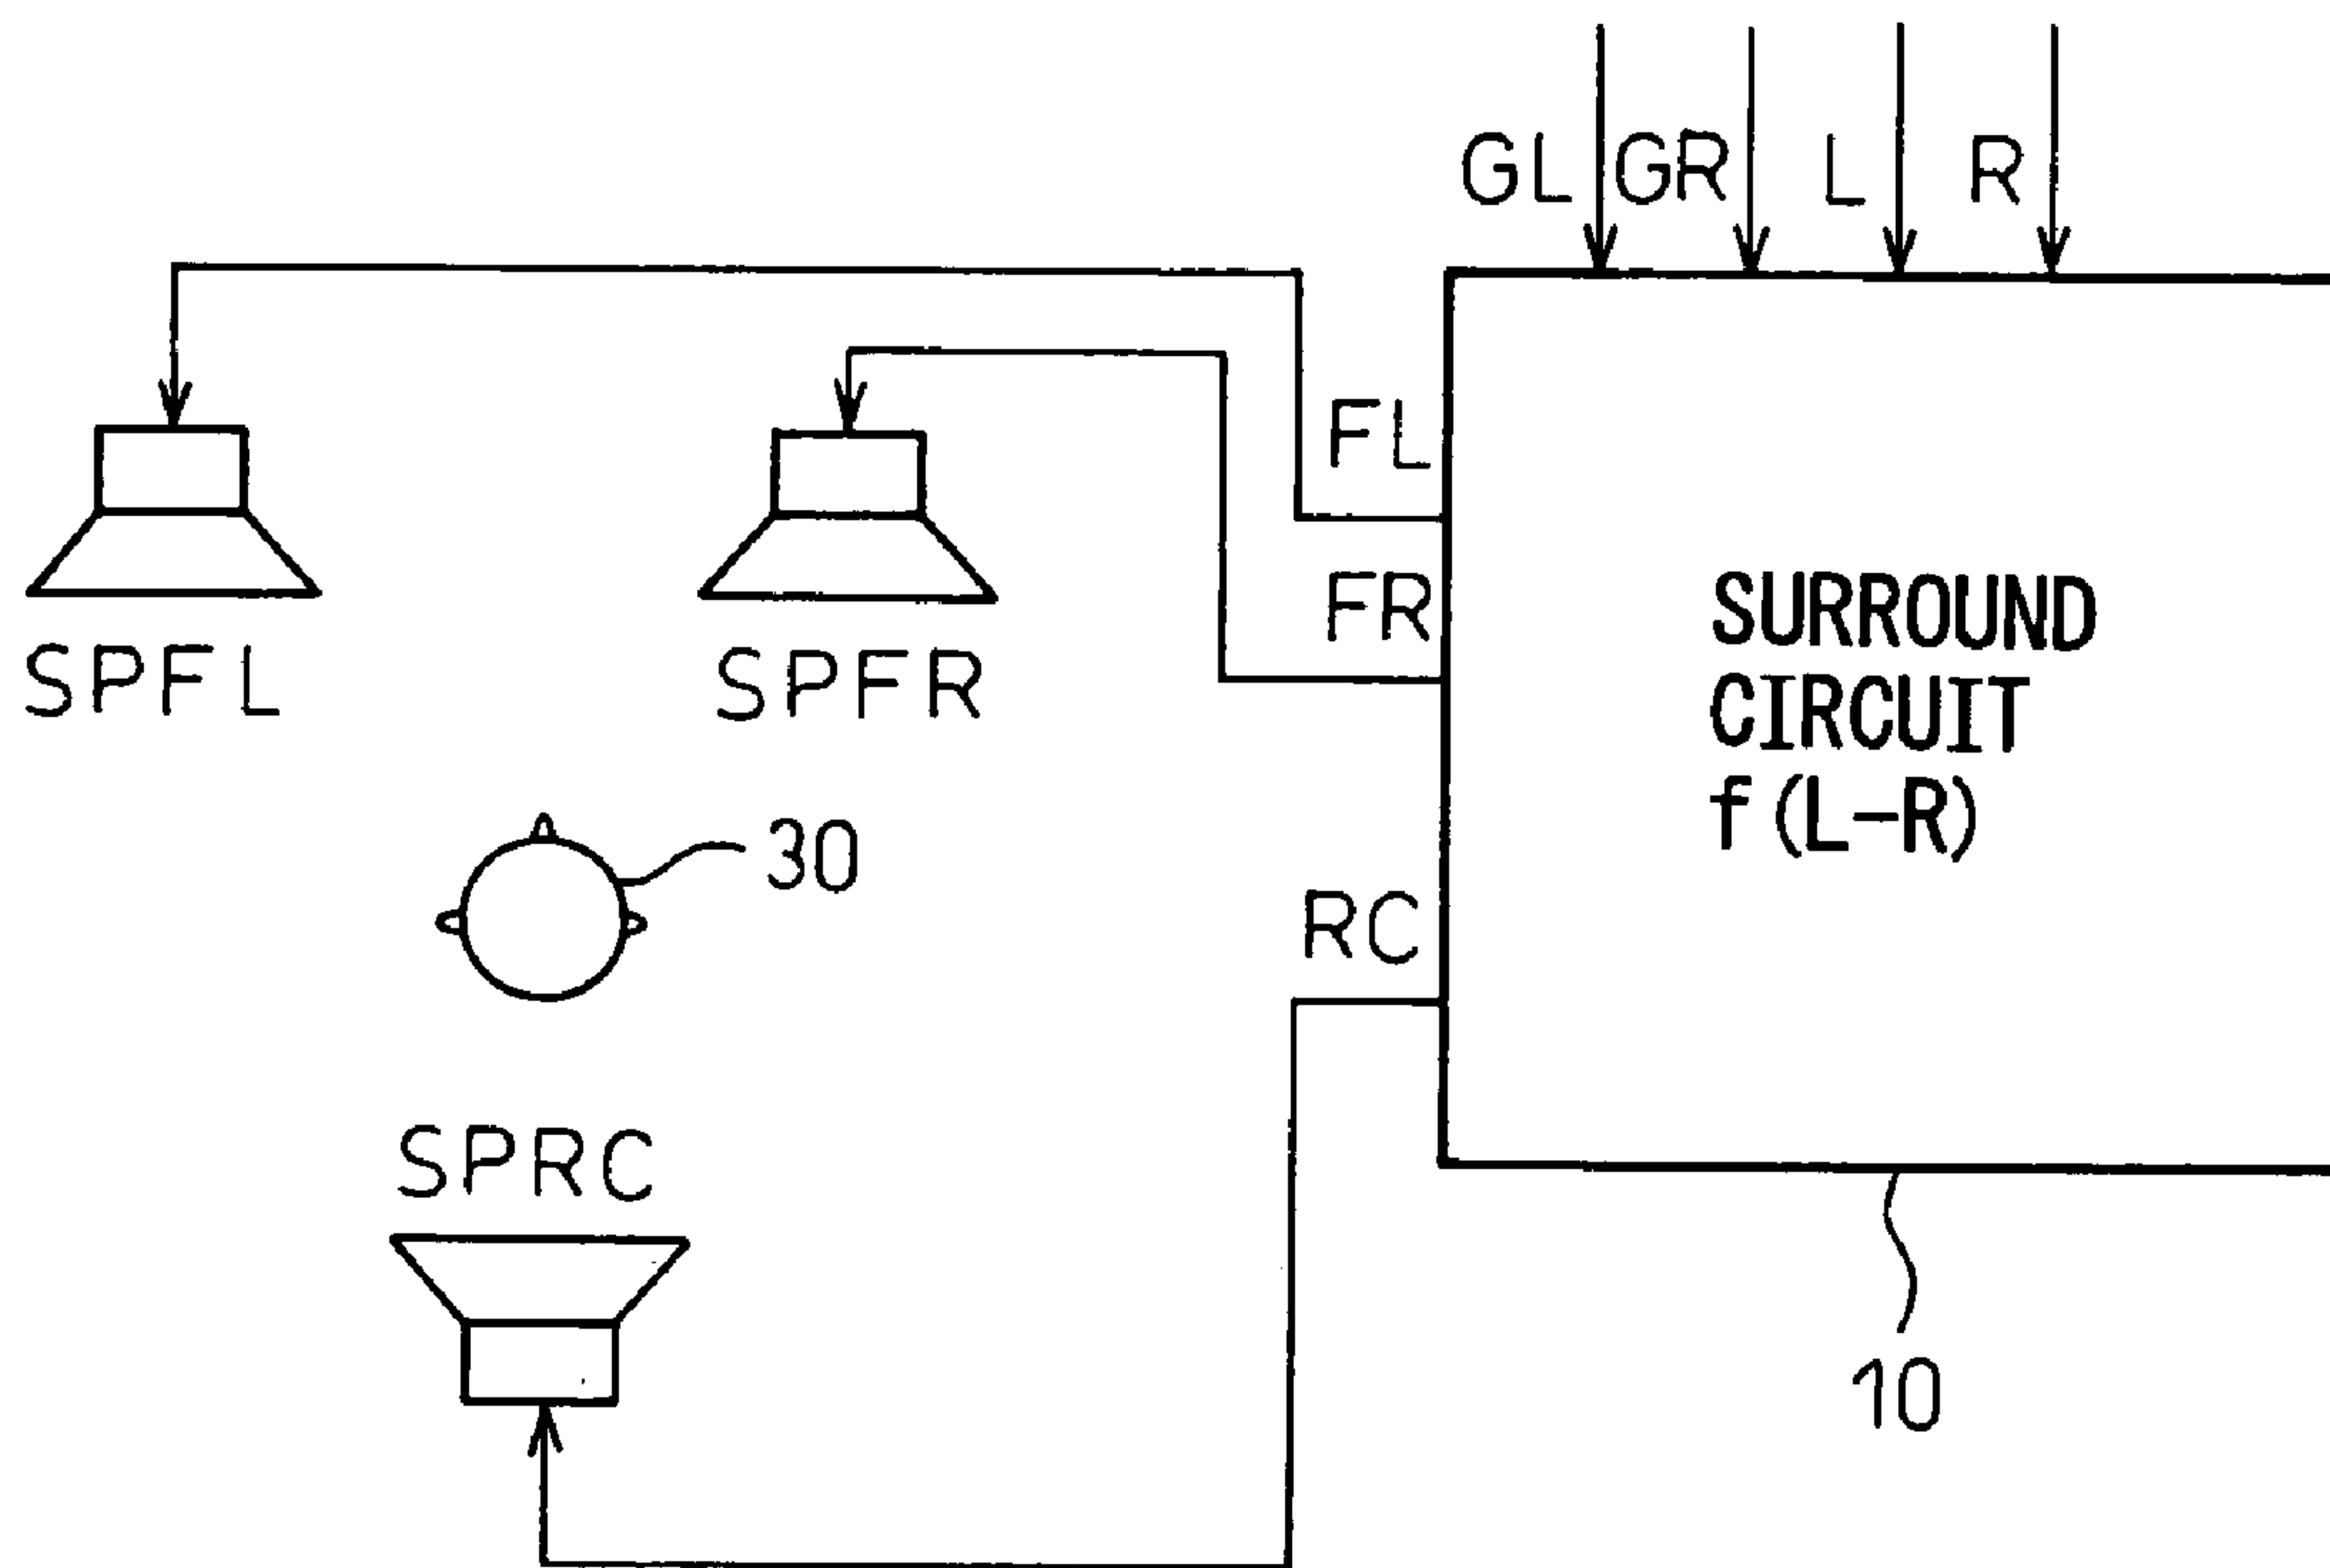 GL GR L R
FL
FR
SURROUND
CIRCUIT
f(L-R)
SPFL
SPFR
30
RC
SPRC
10